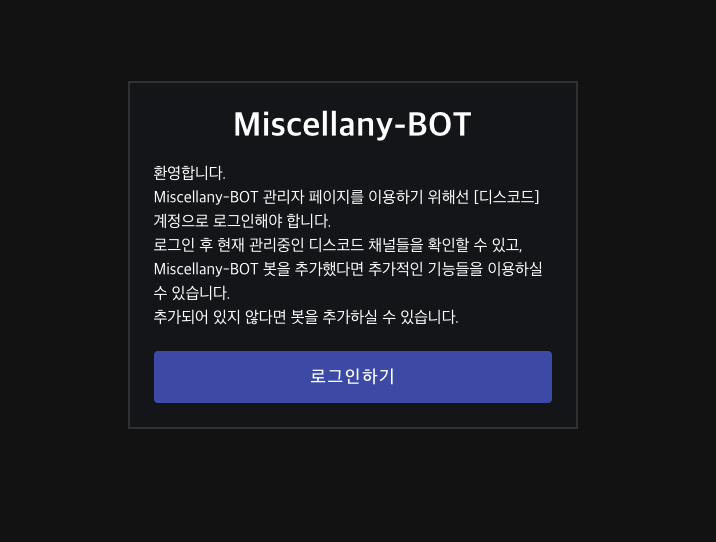 Miscellany-BOT
환영합니다.
Miscellany-BOT 관리자 페이지를 이용하기 위해선 [디스코드]
계정으로 로그인해야 합니다.
로그인 후 현재 관리중인 디스코드 채널들을 확인할 수 있고,
Miscellany-BOT 봇을 추가했다면 추가적인 기능들을 이용하실
수 있습니다.
추가되어 있지 않다면 봇을 추가하실 수 있습니다.
로그인하기